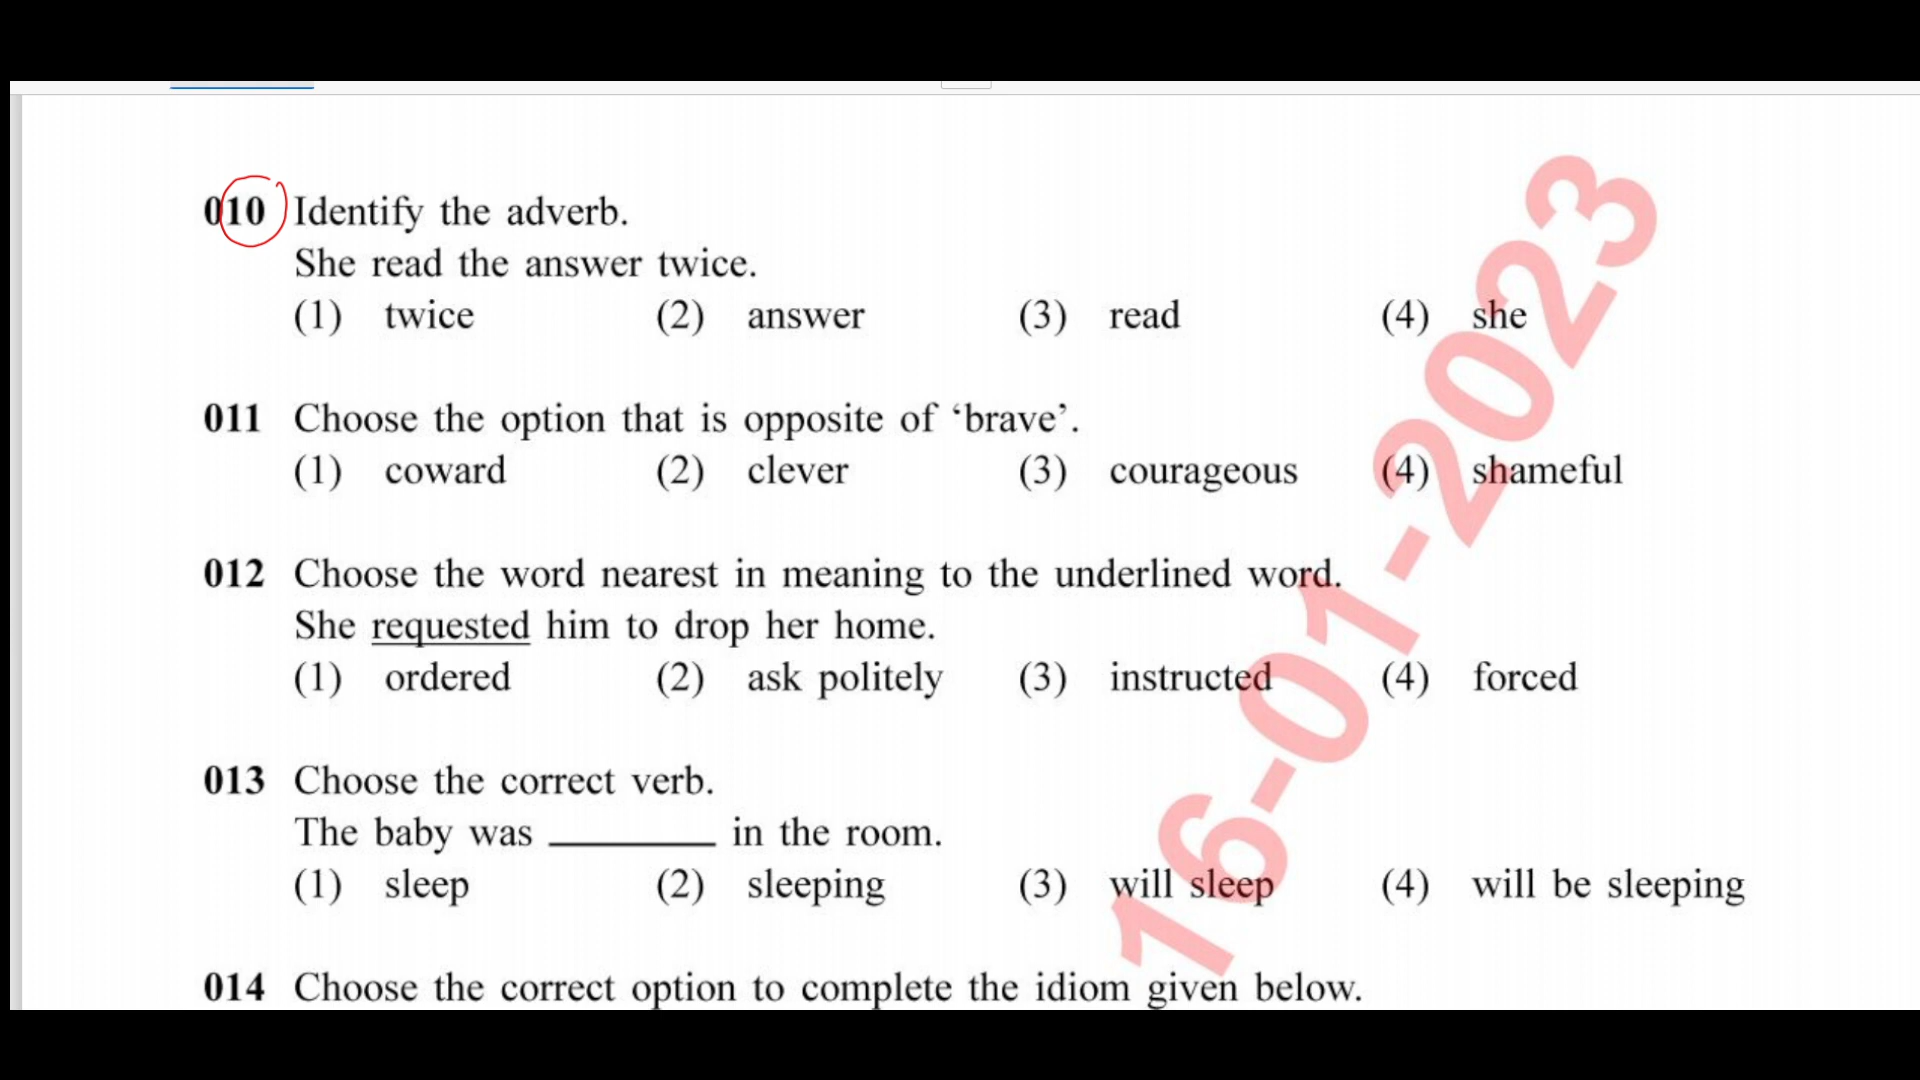 010 Identify the adverb.
She read the answer twice.
(1) twice (2) answer (3) read (4) she
011 Choose the option that is opposite of ‘brave’.
(1) coward (2) clever (3) courageous (4) shameful
012 Choose the word nearest in meaning to the underlined word.
She requested him to drop her home.
(1) ordered (2) ask politely (3) instructed (4) forced
013 Choose the correct verb.
The baby was ________ in the room.
(1) sleep (2) sleeping (3) will sleep (4) will be sleeping
014 Choose the correct option to complete the idiom given below.
16-01-2023